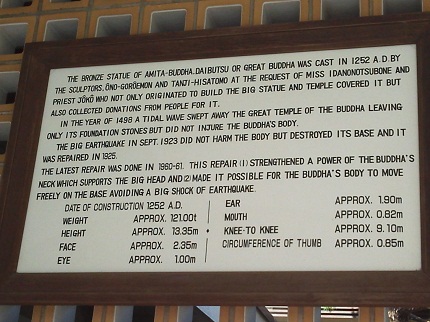 THE BRONZE STATUE OF AMITA-BUDDHA, DAIBUTSU OR GREAT BUDDHA WAS CAST IN 1252 A.D. BY
THE SCULPTORS, ŌNO-GORŌEMON AND TANJI-HISATOMO AT THE REQUEST OF MISS IDANONOTSUBONE AND
PRIEST JŌKŌ WHO NOT ONLY ORIGINATED TO BUILD THE BIG STATUE AND TEMPLE COVERED IT BUT
ALSO COLLECTED DONATIONS FROM PEOPLE FOR IT.
IN THE YEAR OF 1498 A TIDAL WAVE SWEPT AWAY THE GREAT TEMPLE OF THE BUDDHA LEAVING
ONLY ITS FOUNDATION STONES BUT DID NOT INJURE THE BUDDHA'S BODY.
THE BIG EARTHQUAKE IN SEPT. 1923 DID NOT HARM THE BODY BUT DESTROYED ITS BASE AND IT
WAS REPAIRED IN 1925.
THE LATEST REPAIR WAS DONE IN 1960-61. THIS REPAIR (1) STRENGTHENED A POWER OF THE BUDDHA'S
NECK WHICH SUPPORTS THE BIG HEAD AND (2) MADE IT POSSIBLE FOR THE BUDDHA'S BODY TO MOVE
FREELY ON THE BASE AVOIDING A BIG SHOCK OF EARTHQUAKE.
DATE OF CONSTRUCTION 1252 A.D.
WEIGHT APPROX. 121.00t
HEIGHT APPROX. 13.35m
FACE APPROX. 2.35m
EYE APPROX. 1.00m
EAR APPROX. 1.90m
MOUTH APPROX. 0.82m
KNEE-TO KNEE APPROX. 9.10m
CIRCUMFERENCE OF THUMB APPROX. 0.85m